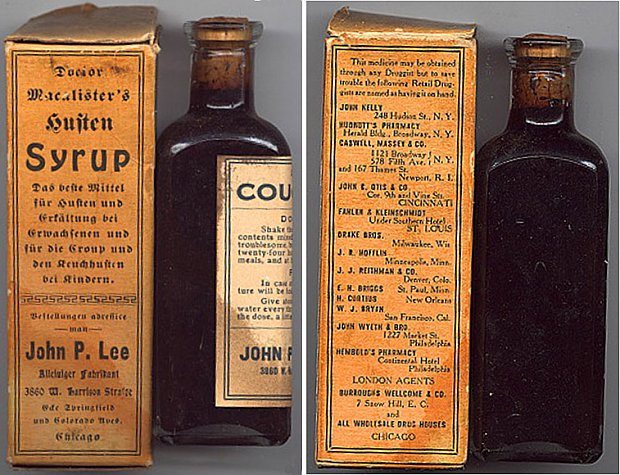 Doctor
Macalister's
Husten
Syrup
Das beste Mittel
für Husten und
Erkältung bei
Erwachsenen und
für die Croup und
den Keuchhusten
bei Kindern.
Bestellungen adresire
man
John P. Lee
Alleiniger Fabrikant
3860 W. Harrison Straße
Ecke Springfield
und Colorado Aves.
Chicago
COU
Shake th
contents mixed
troublesome,
twenty-four ho
meals, and a
In case
ture will be fo
Give
water every
the dose, a litt
JOHN P
3860 W.
This medicine may be obtained
through any Druggist but to save
trouble the following Retail Drug-
gists are named as having it on hand.
JOHN KELLY
248 Hudson St., N. Y.
HUDNUTT'S PHARMACY
Herald Bldg., Broadway, N. Y.
CASWELL, MASSEY & CO.
1121 Broadway
578 Fifth Ave. } N. Y.
and 167 Thames St.
Newport, R. I.
JOHN C. OTIS & CO.
Cor. 9th and Vine Sts.
CINCINNATI
FAHLEN & KLEINSCHMIDT
Under Southern Hotel
ST. LOUIS
DRAKE BROS.
Milwaukee, Wis
J. R. HOFFLIN
Minneapolis, Minn.
J. J. REITHMAN & CO.
Denver, Colo.
E. H. BRIGGS St. Paul, Minn.
H. CURTIUS New Orleans
W. J. BRYAN
San Francisco, Cal.
JOHN WYETH & BRO.
1227 Market St.
Philadelphia
HEMBOLD'S PHARMACY
Continental Hotel
Philadelphia
LONDON AGENTS
BURROUGHS WELLCOME & CO.
7 Snow Hill, E. C.
and
ALL WHOLESALE DRUG HOUSES
CHICAGO